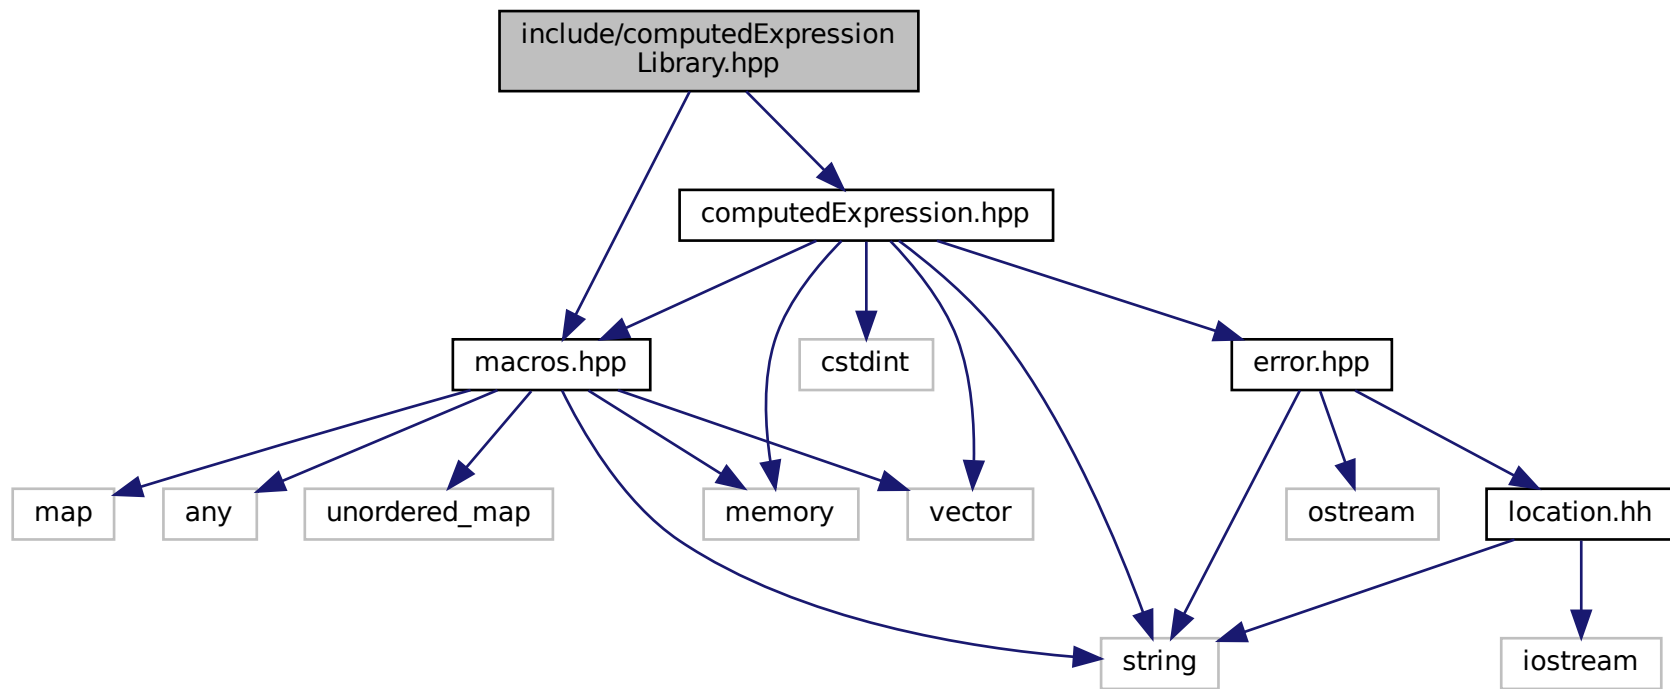 include/computedExpression
Library.hpp
computedExpression.hpp
macros.hpp
cstdint
error.hpp
map
any
unordered_map
memory
vector
ostream
location.hh
string
iostream